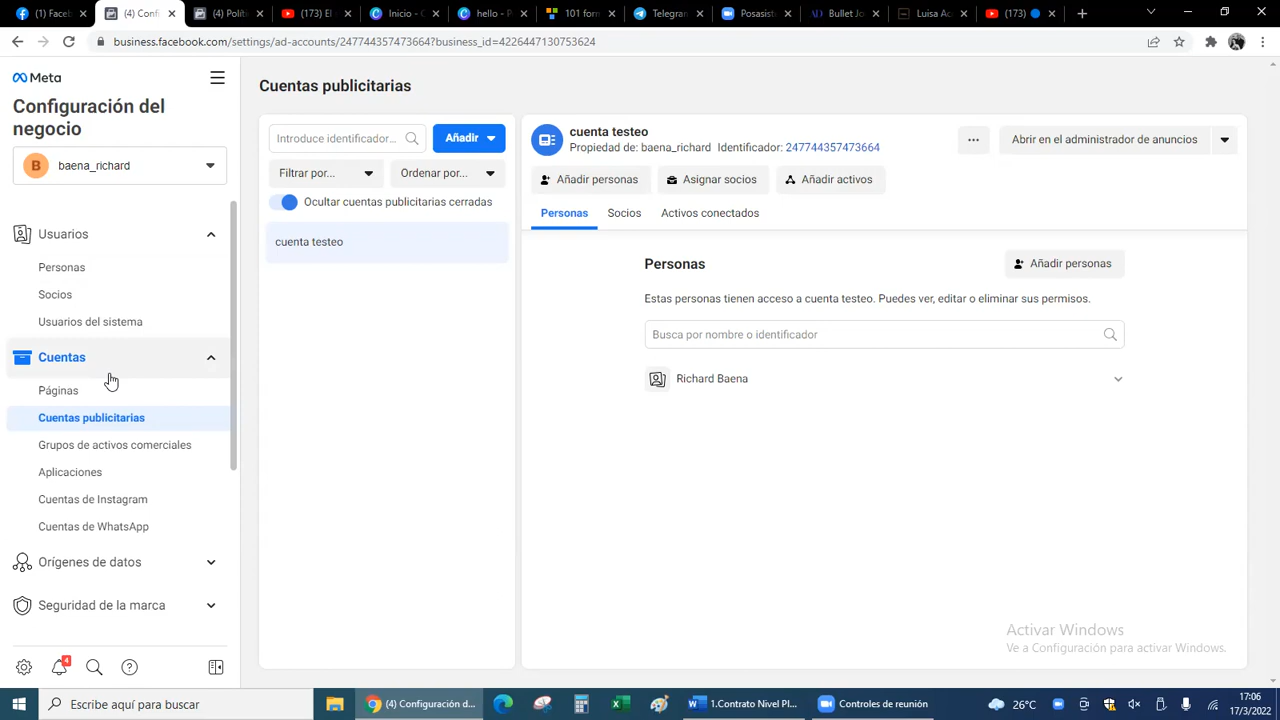 (1) Faceb
(4) Confi
(4) Polític
(173) El
Inicio - C
hello - P
101 form
Telegran
Posasiste
Bullet Jo
Luisa Ac
(173)
business.facebook.com/settings/ad-accounts/247744357473664?business_id=4226447130753624
Meta
Configuración del
negocio
B baena_richard
Usuarios
Personas
Socios
Usuarios del sistema
Cuentas
Páginas
Cuentas publicitarias
Grupos de activos comerciales
Aplicaciones
Cuentas de Instagram
Cuentas de WhatsApp
Orígenes de datos
Seguridad de la marca
4
Cuentas publicitarias
Introduce identificador...
Añadir
Filtrar por...
Ordenar por...
Ocultar cuentas publicitarias cerradas
cuenta testeo
cuenta testeo
Propiedad de: baena_richard Identificador: 247744357473664
Abrir en el administrador de anuncios
Añadir personas
Asignar socios
Añadir activos
Personas
Socios
Activos conectados
Personas
Añadir personas
Estas personas tienen acceso a cuenta testeo. Puedes ver, editar o eliminar sus permisos.
Busca por nombre o identificador
Richard Baena
Activar Windows
Ve a Configuración para activar Windows.
Escribe aquí para buscar
(4) Configuración d...
1.Contrato Nivel Pl...
Controles de reunión
26°C
17:06
17/3/2022